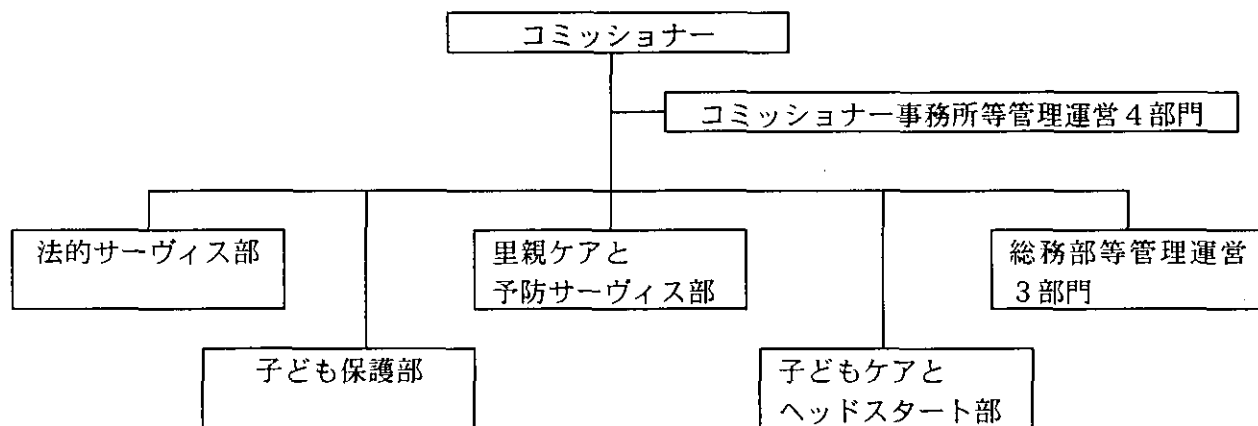 コミッショナー
コミッショナー事務所等管理運営4部門
法的サーヴィス部
里親ケアと
予防サーヴィス部
総務部等管理運営
3部門
子ども保護部
子どもケアと
ヘッドスタート部